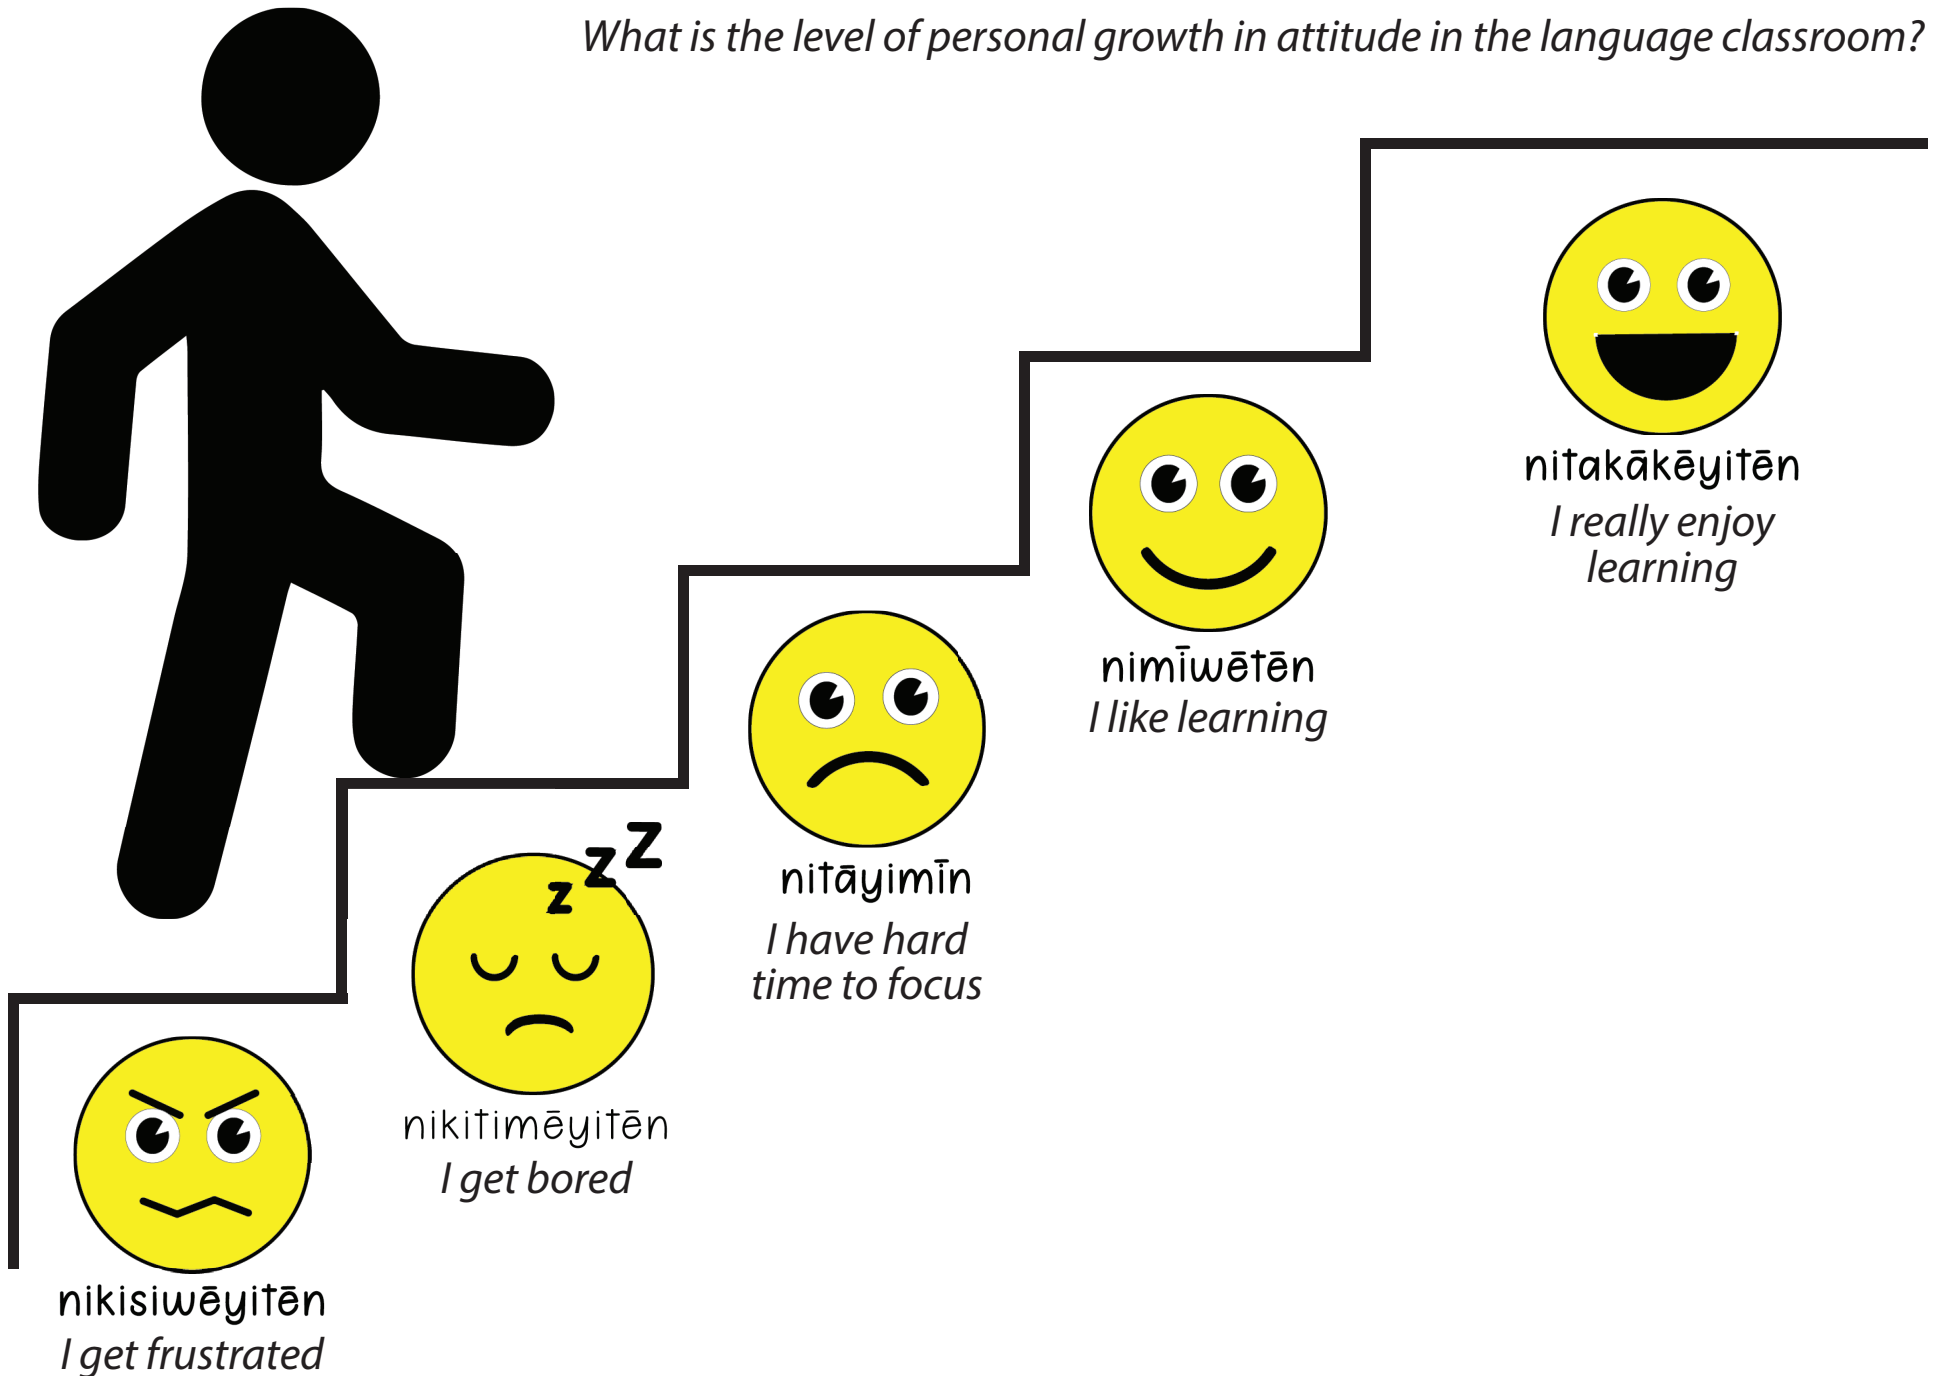 What is the level of personal growth in attitude in the language classroom?
nitakākēyitēn
I really enjoy
learning
nimīwētēn
I like learning
nitāyimīn
I have hard
time to focus
z z z
nikitimēyitēn
I get bored
nikisiwēyitēn
I get frustrated